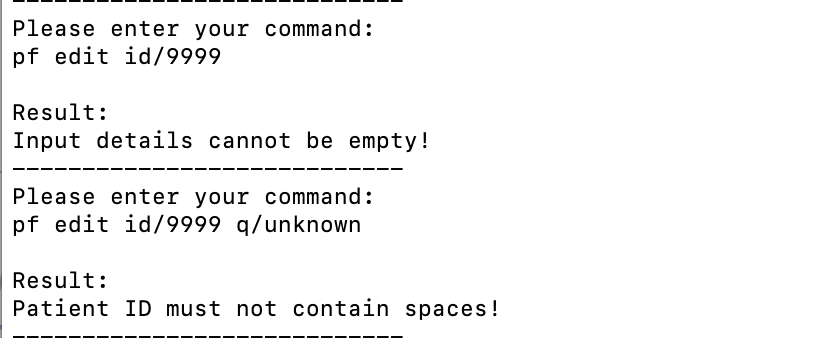 ----------------------------
Please enter your command:
pf edit id/9999
Result:
Input details cannot be empty!
----------------------------
Please enter your command:
pf edit id/9999 q/unknown
Result:
Patient ID must not contain spaces!
----------------------------